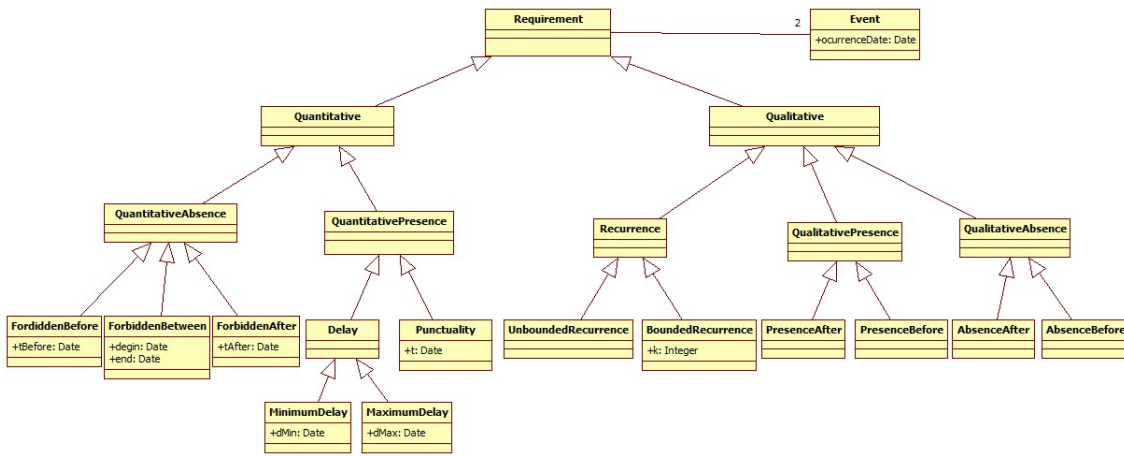 Requirement
2
Event
+ocurrenceDate: Date
Quantitative
Qualitative
QuantitativeAbsence
QuantitativePresence
Recurrence
QualitativePresence
QualitativeAbsence
FordiddenBefore
+tBefore: Date
ForbiddenBetween
+degin: Date
+end: Date
ForbiddenAfter
+tAfter: Date
Delay
Punctuality
+t: Date
UnboundedRecurrence
BoundedRecurrence
+k: Integer
PresenceAfter
PresenceBefore
AbsenceAfter
AbsenceBefore
MinimumDelay
+dMin: Date
MaximumDelay
+dMax: Date